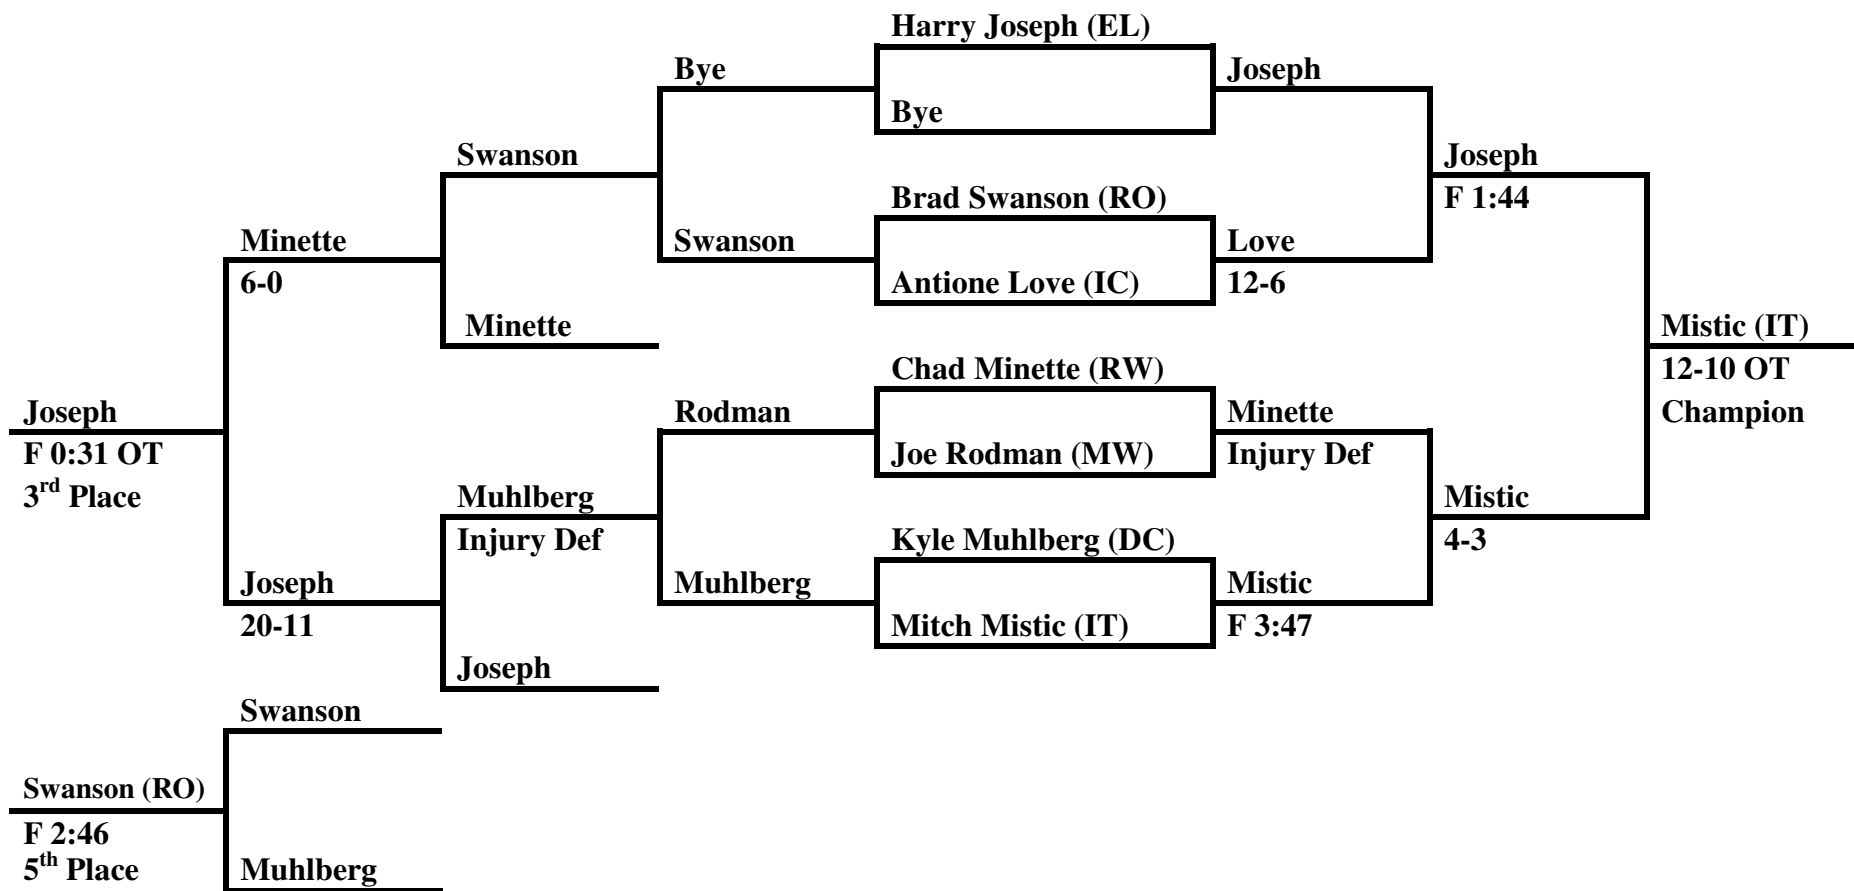 Harry Joseph (EL)
Bye
Joseph
Bye
Swanson
Joseph
Brad Swanson (RO)
F 1:44
Minette
Swanson
Love
6-0
Antione Love (IC)
12-6
Minette
Mistic (IT)
Chad Minette (RW)
12-10 OT
Joseph
Rodman
Minette
Champion
F 0:31 OT
Joe Rodman (MW)
Injury Def
3rd Place
Muhlberg
Mistic
Injury Def
Kyle Muhlberg (DC)
4-3
Joseph
Muhlberg
Mistic
20-11
Mitch Mistic (IT)
F 3:47
Joseph
Swanson
Swanson (RO)
F 2:46
5th Place
Muhlberg